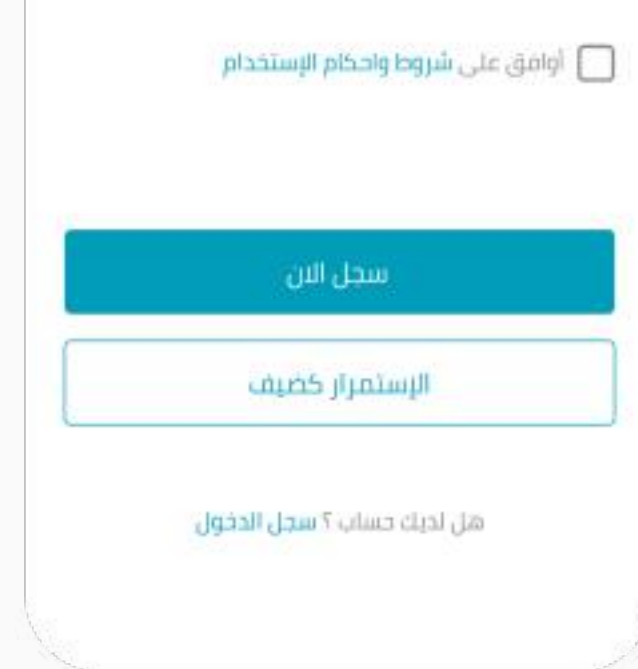 أوافق على شروط واحكام الإستخدام
سجل الان
الإستمرار كضيف
هل لديك حساب ؟ سجل الدخول